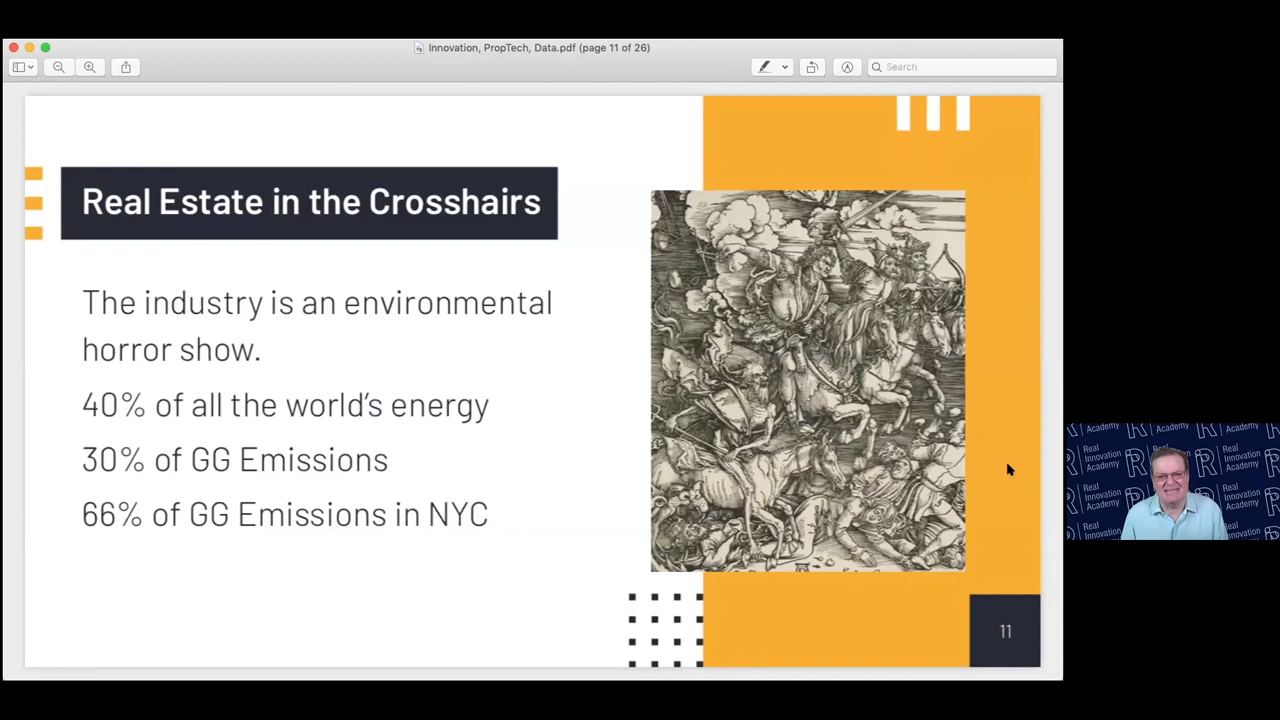 Innovation, PropTech, Data.pdf (page 11 of 26)
Search
Real Estate in the Crosshairs
The industry is an environmental
horror show.
40% of all the world’s energy
30% of GG Emissions
66% of GG Emissions in NYC
11
Real
Innovation
Academy